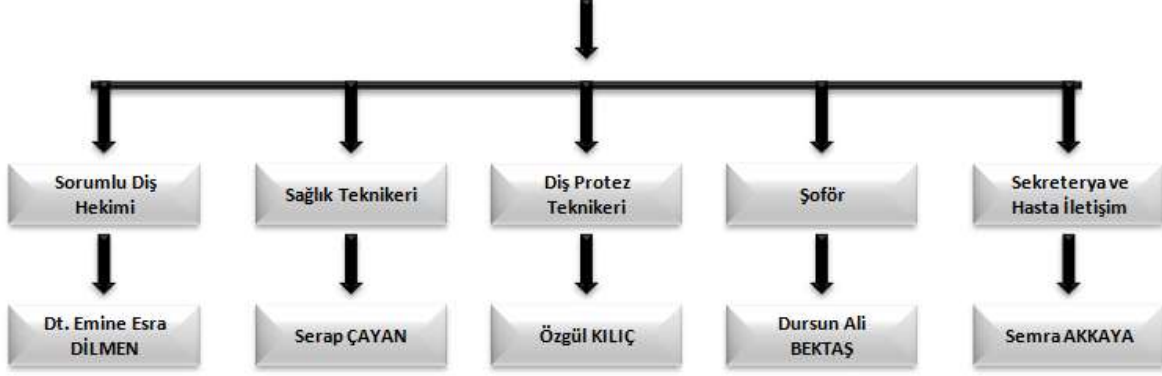 Sorumlu Diş
Hekimi
Sağlık Teknikeri
Diş Protez
Teknikeri
Şoför
Sekreterya ve
Hasta İletişim
Dt. Emine Esra
DİLMEN
Serap ÇAYAN
Özgül KILIÇ
Dursun Ali
BEKTAŞ
Semra AKKAYA